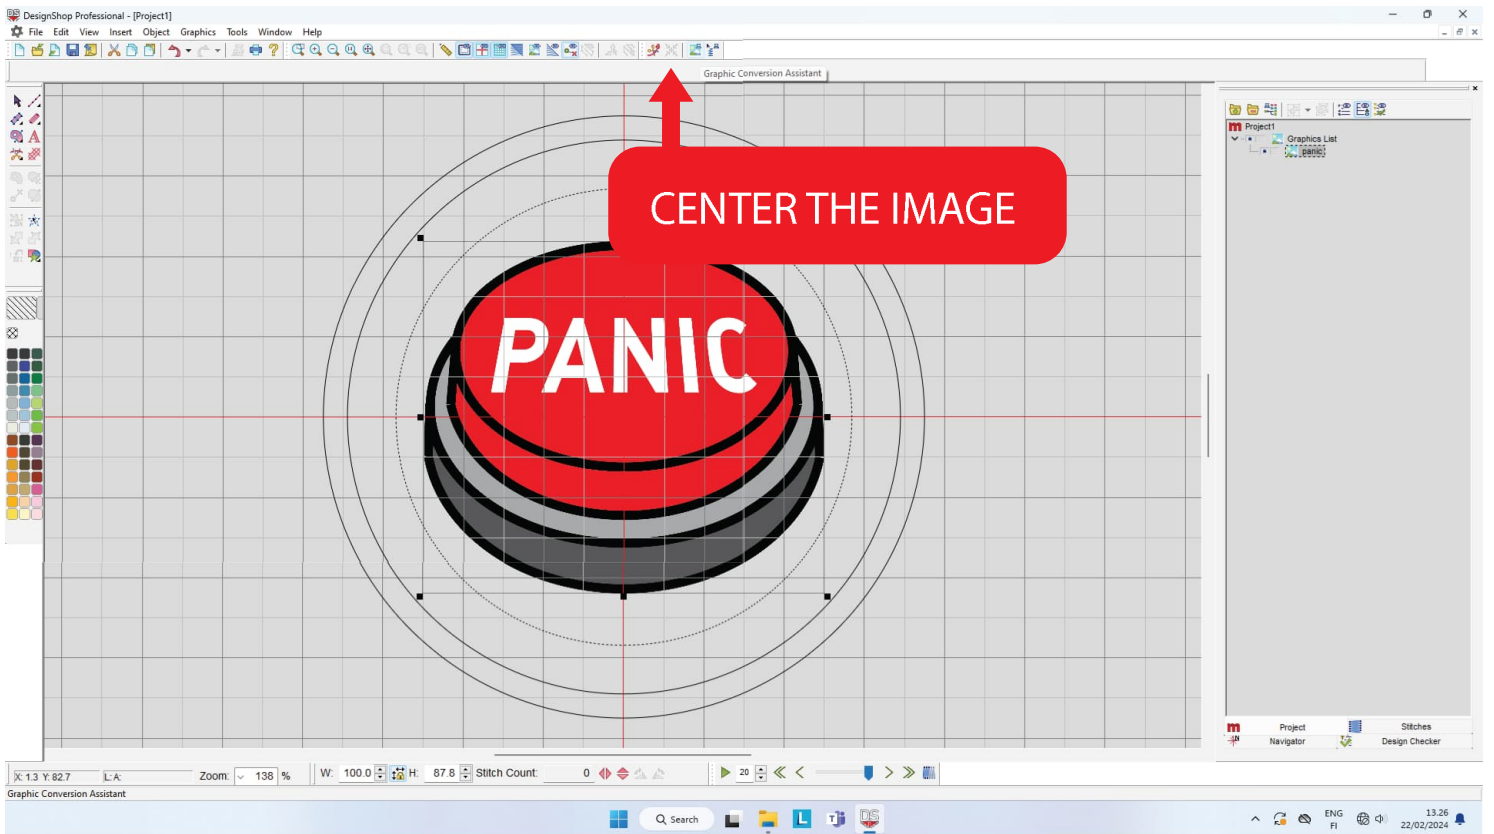 DesignShop Professional - [Project1]
File Edit View Insert Object Graphics Tools Window Help
Graphic Conversion Assistant
CENTER THE IMAGE
PANIC
Project1
Graphics List
panic
Project Stitches
Navigator Design Checker
X: 1.3 Y: 82.7 L: A: Zoom: 138 % W: 100.0 H: 87.8 Stitch Count: 0 20
Graphic Conversion Assistant
Search
ENG
FI
13.26
22/02/2024